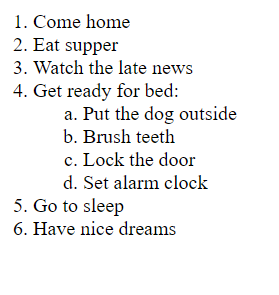 1. Come home
2. Eat supper
3. Watch the late news
4. Get ready for bed:
a. Put the dog outside
b. Brush teeth
c. Lock the door
d. Set alarm clock
5. Go to sleep
6. Have nice dreams